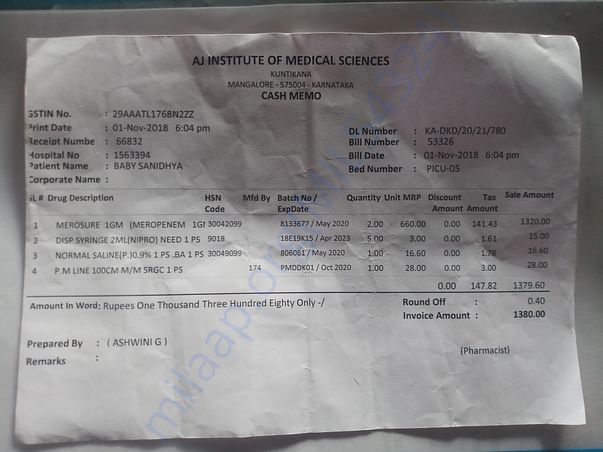 AJ INSTITUTE OF MEDICAL SCIENCES
KUNTIKANA
MANGALORE - 575004 - KARNATAKA
CASH MEMO
GSTIN No. : 29AAATL1768N2ZZ
Print Date : 01-Nov-2018 6:04 pm DL Number : KA-DKD/20/21/780
Receipt Numbe : 66832 Bill Number : 53326
Hospital No : 1563394 Bill Date : 01-Nov-2018 6:04 pm
Patient Name : BABY SANIDHYA Bed Number : PICU-05
Corporate Name :
SL # Drug Description HSN Code Mfd By Batch No / ExpDate Quantity Unit MRP Discount Amount Tax Amount Sale Amount
1 MEROSURE 1GM (MEROPENEM 1GI 30042099 8133677 / May 2020 2.00 660.00 0.00 141.43 1320.00
2 DISP SYRINGE 2ML(NIPRO) NEED 1 PS 9018 18E19K15 / Apr 2023 5.00 3.00 0.00 1.61 15.00
3 NORMAL SALINE(P.)0.9% 1 PS .BA 1 PS 30049099 806061 / May 2020 1.00 16.60 0.00 1.78 16.60
4 P.M LINE 100CM M/M SRGC 1 PS 174 PMDDK01 / Oct 2020 1.00 28.00 0.00 3.00 28.00
0.00 147.82 1379.60
Amount In Word: Rupees One Thousand Three Hundred Eighty Only -/ Round Off : 0.40
Invoice Amount : 1380.00
Prepared By : ( ASHWINI G )
(Pharmacist)
Remarks :